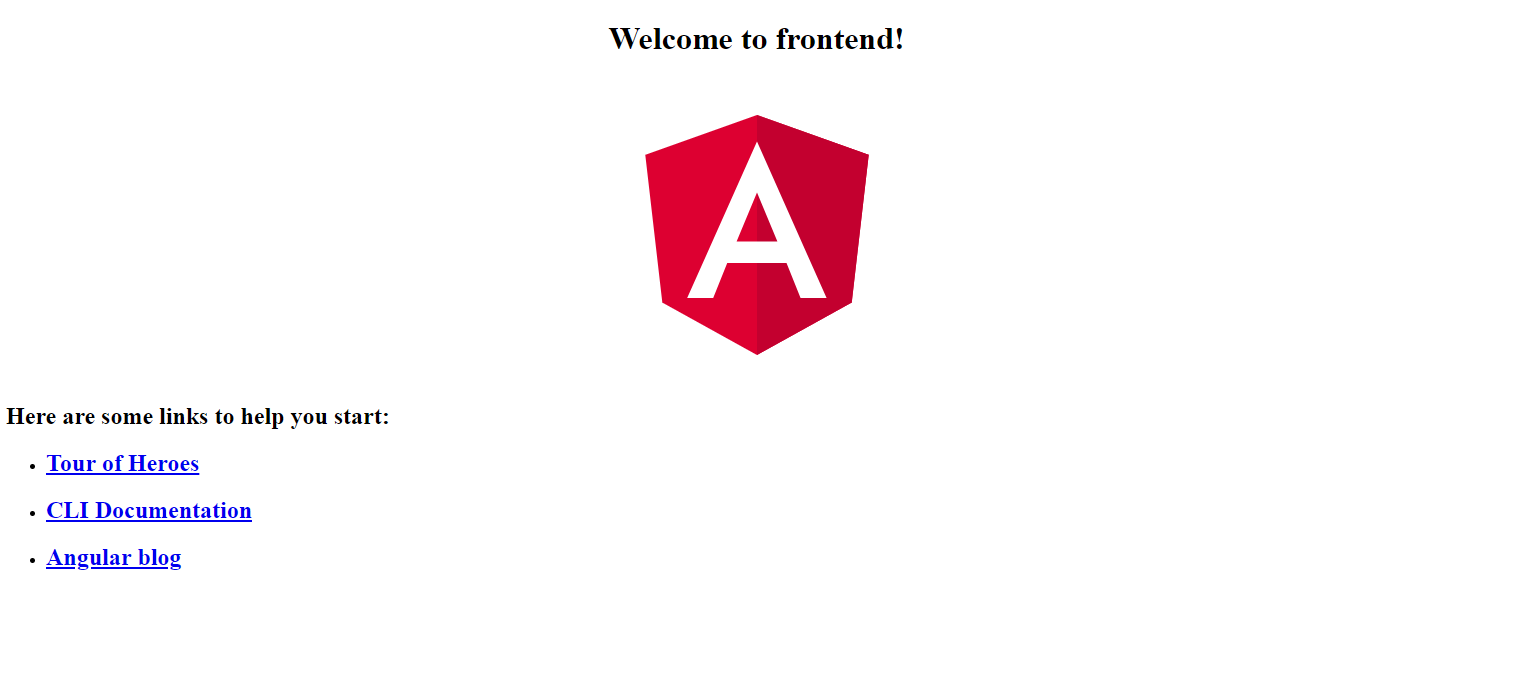 Welcome to frontend!
A
Here are some links to help you start:
Tour of Heroes
CLI Documentation
Angular blog